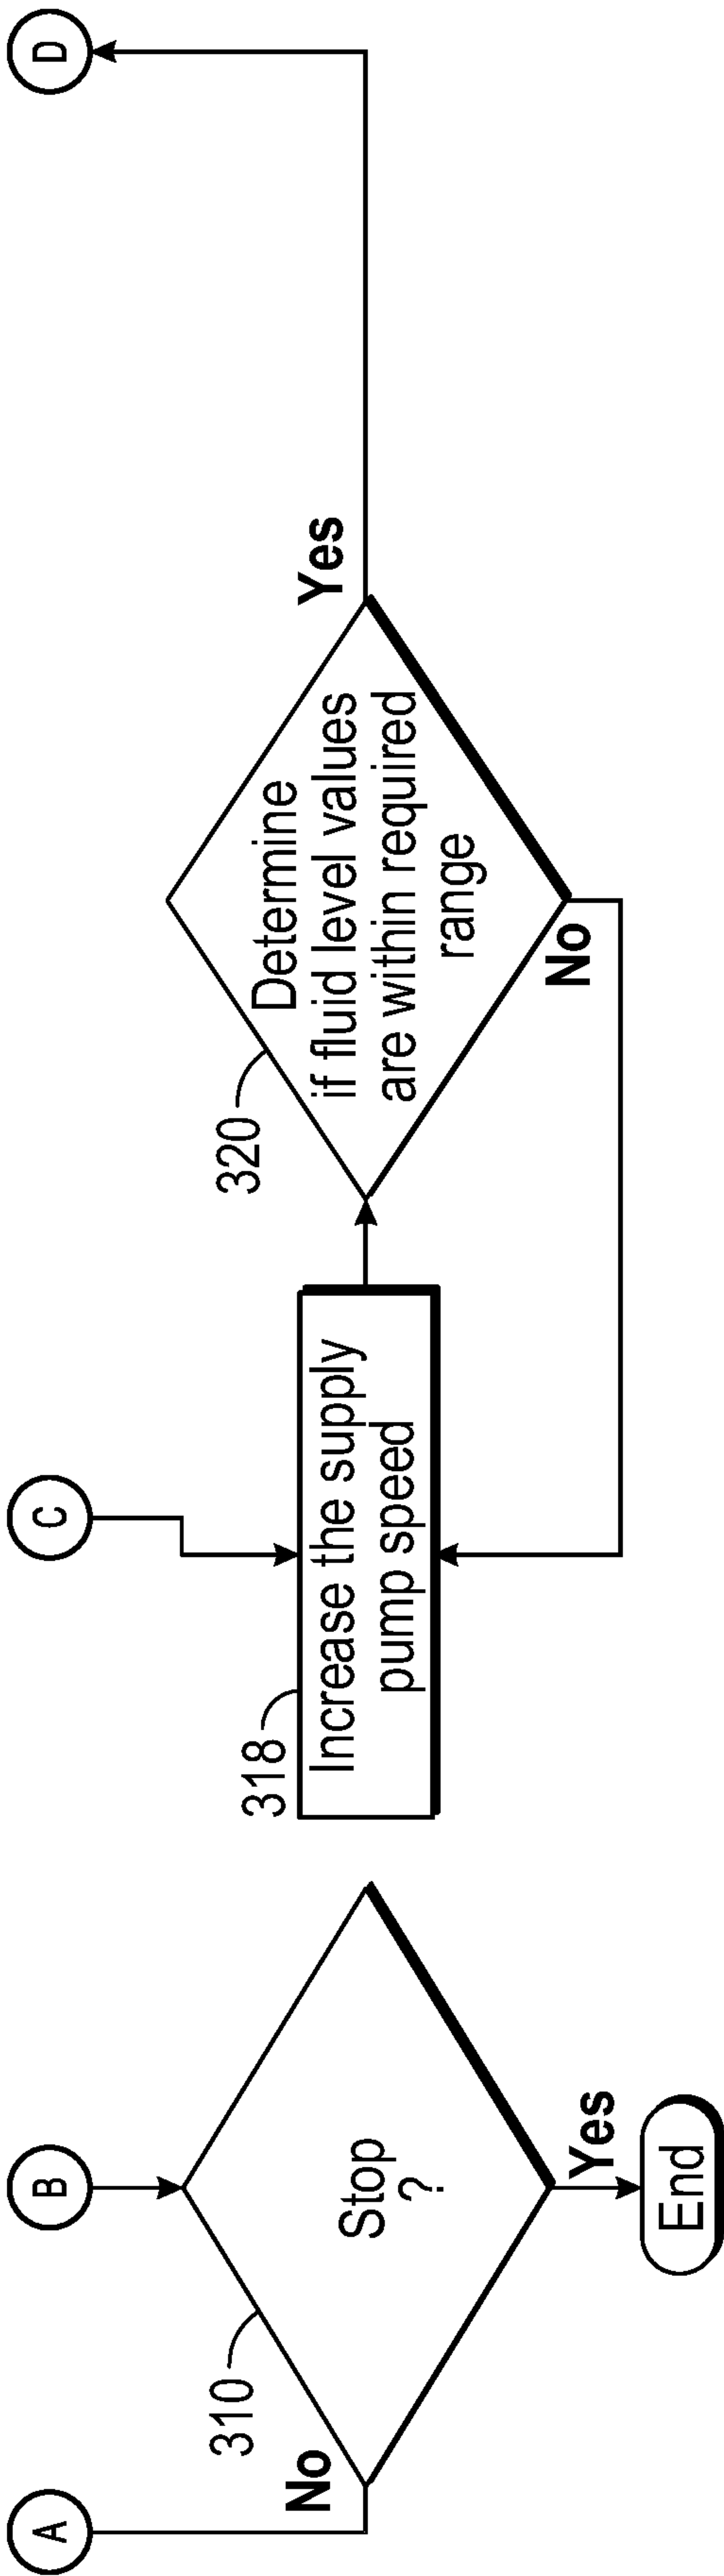 A
B
C
D
310
Stop
?
No
Yes
End
318
Increase the supply
pump speed
320
Determine
if fluid level values
are within required
range
Yes
No